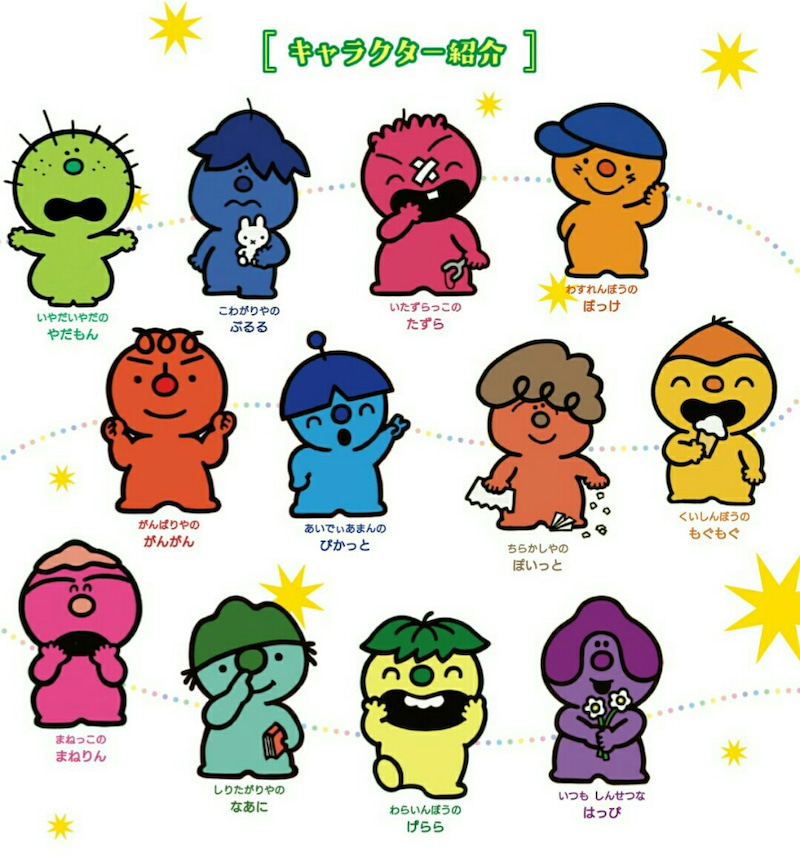 [ キャラクター紹介 ]
いやだいやだの
やだもん
こわがりやの
ぶるる
いたずらっこの
たずら
わすれんぼうの
ぼっけ
がんばりやの
がんがん
あいでぃあまんの
ぴかっと
ちらかしやの
ぽいっと
くいしんぼうの
もぐもぐ
まねっこの
まねりん
しりたがりやの
なあに
わらいんぼうの
げらら
いつも しんせつな
はっぴ